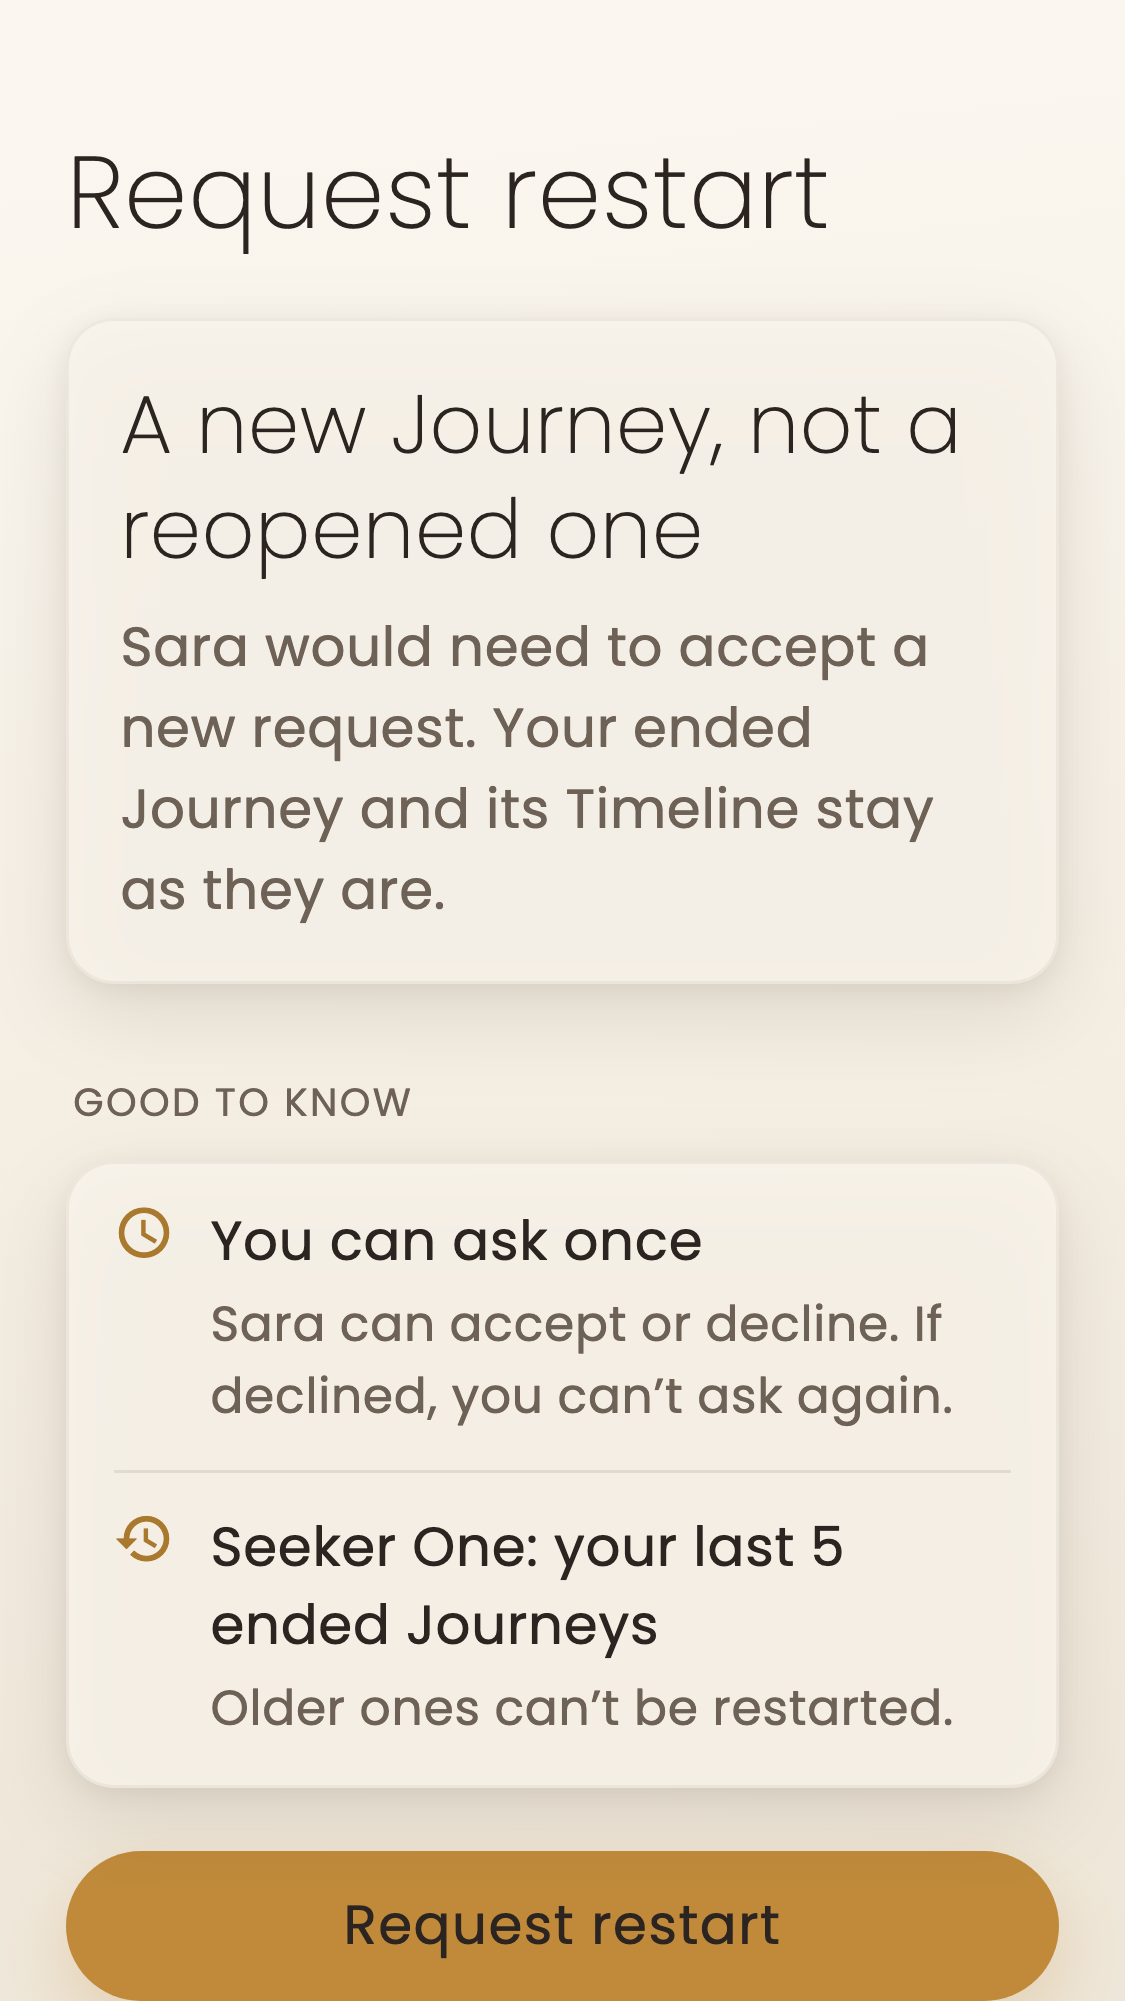 Request restart
A new Journey, not a
reopened one
Sara would need to accept a
new request. Your ended
Journey and its Timeline stay
as they are.
GOOD TO KNOW
You can ask once
Sara can accept or decline. If
declined, you can’t ask again.
Seeker One: your last 5
ended Journeys
Older ones can’t be restarted.
Request restart